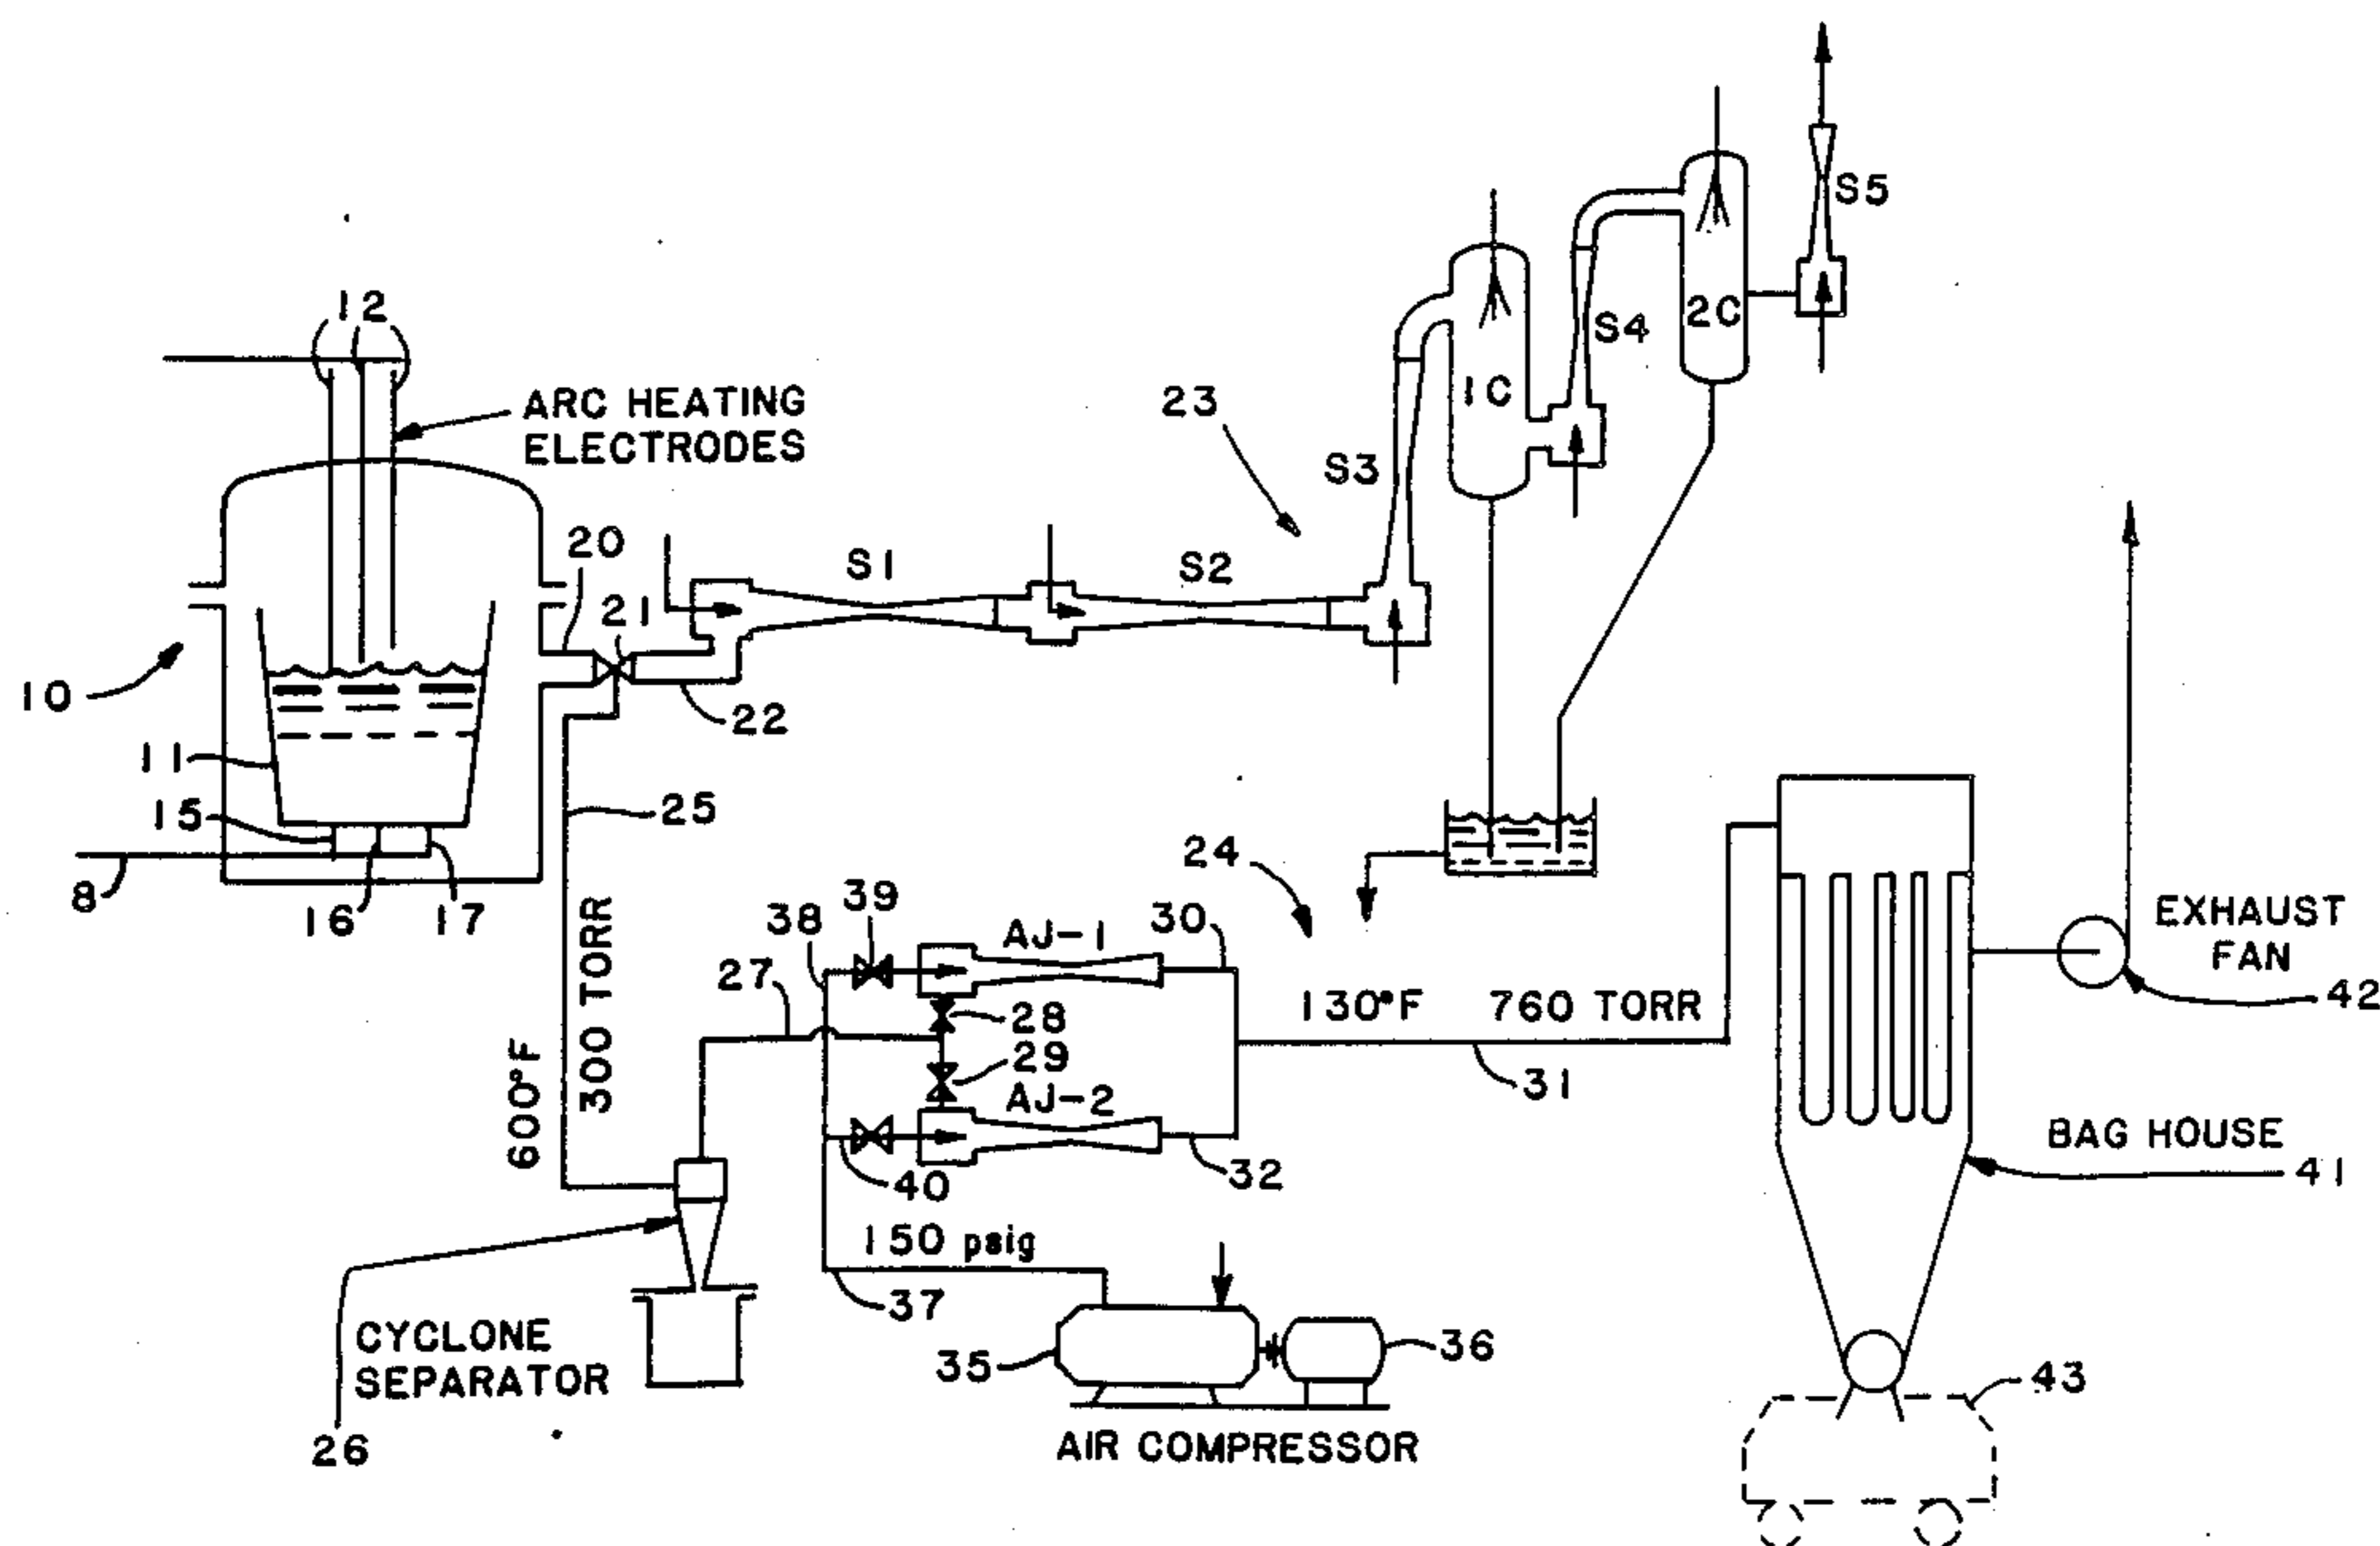 12
ARC HEATING
ELECTRODES
S5
S4
2C
1C
23
S3
20
21
S1
S2
10
22
11
15
25
8
16
17
24
38
39
AJ-1
30
27
28
29
AJ-2
130°F 760 TORR
31
600°F
300 TORR
40
32
EXHAUST
FAN
42
BAG HOUSE
41
150 psig
37
CYCLONE
SEPARATOR
26
35
36
AIR COMPRESSOR
43